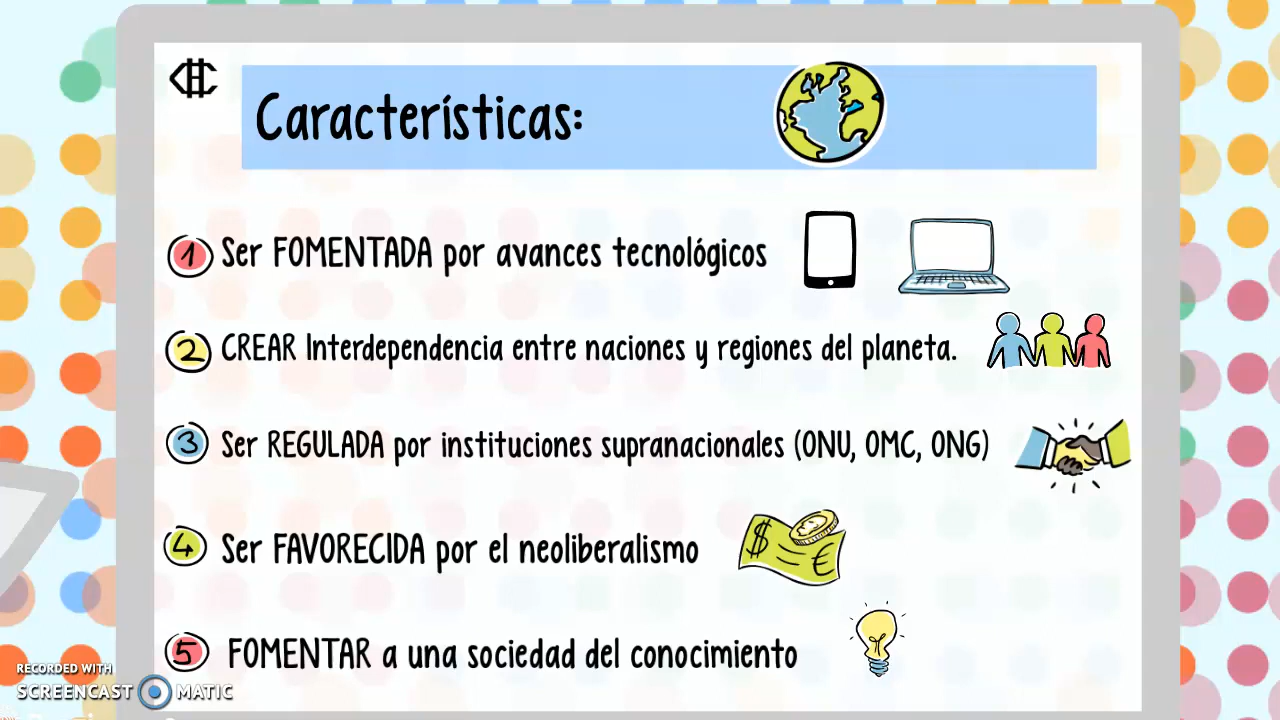 Características:
1 Ser FOMENTADA por avances tecnológicos
2 CREAR Interdependencia entre naciones y regiones del planeta.
3 Ser REGULADA por instituciones supranacionales (ONU, OMC, ONG)
4 Ser FAVORECIDA por el neoliberalismo
$ €
5 FOMENTAR a una sociedad del conocimiento
RECORDED WITH
SCREENCAST MATIC